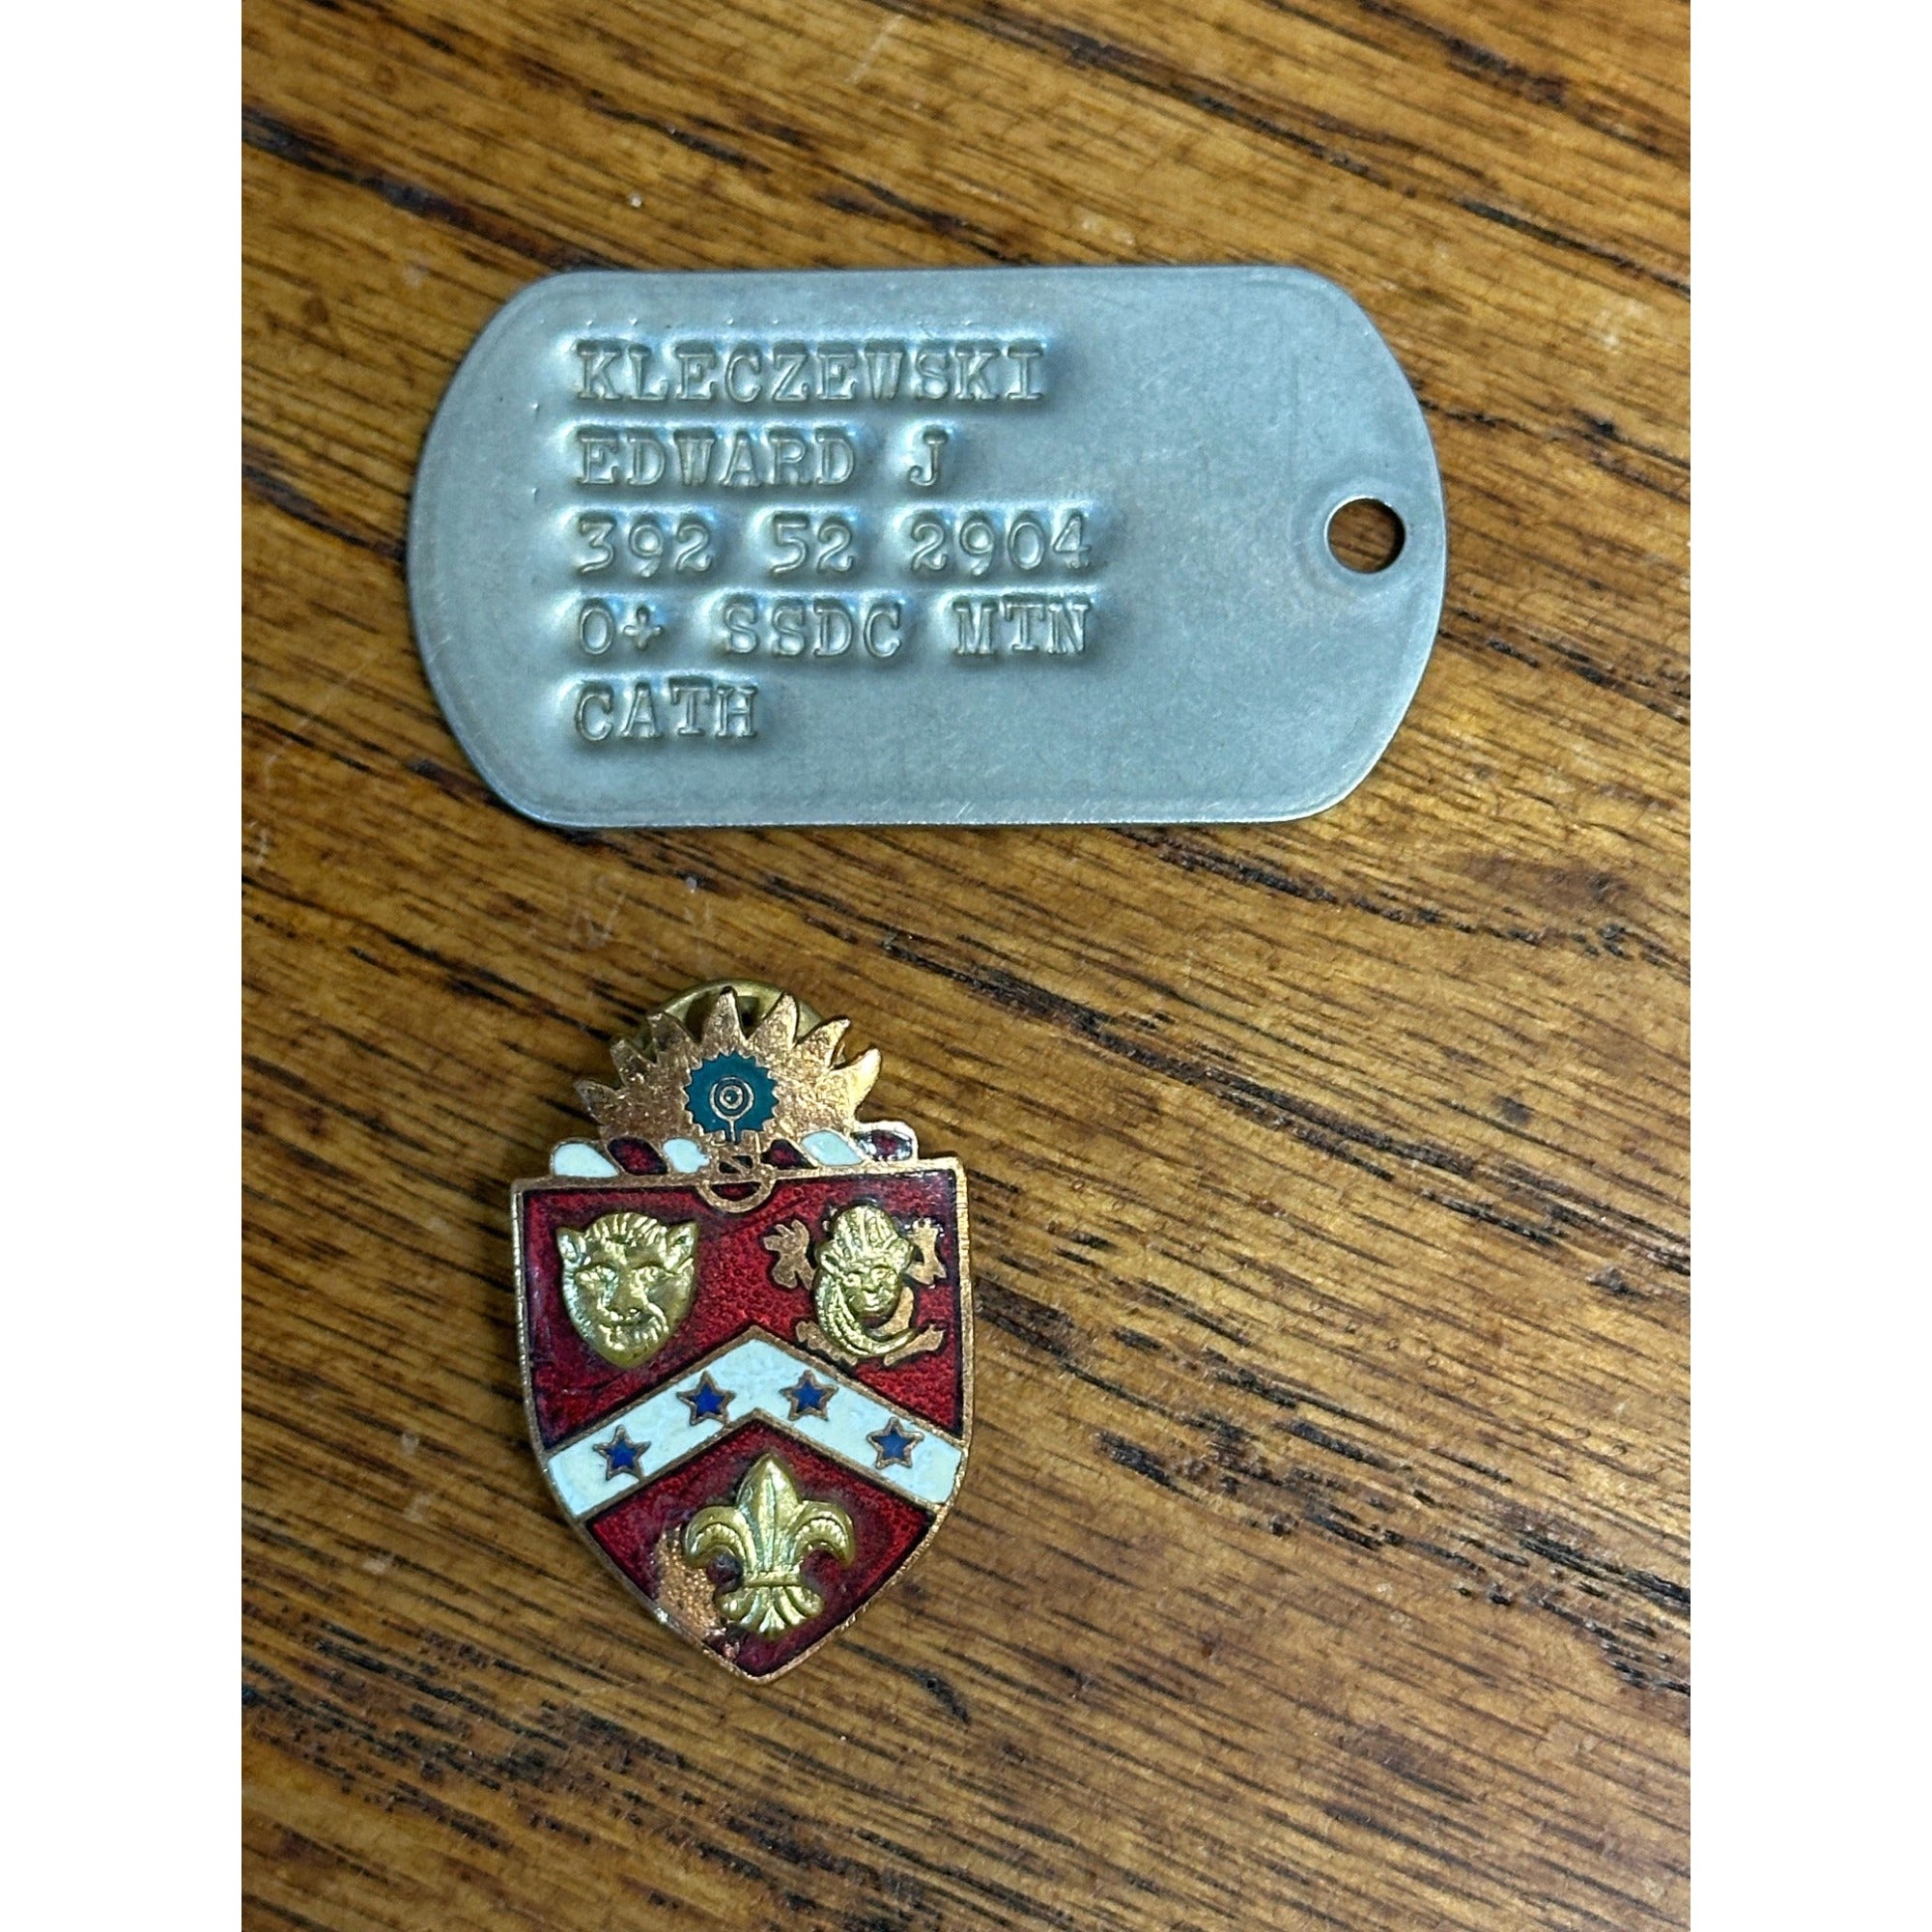 KLECZEWSKI
EDWARD J
392 52 2904
O+ SSDC MTN
CATH